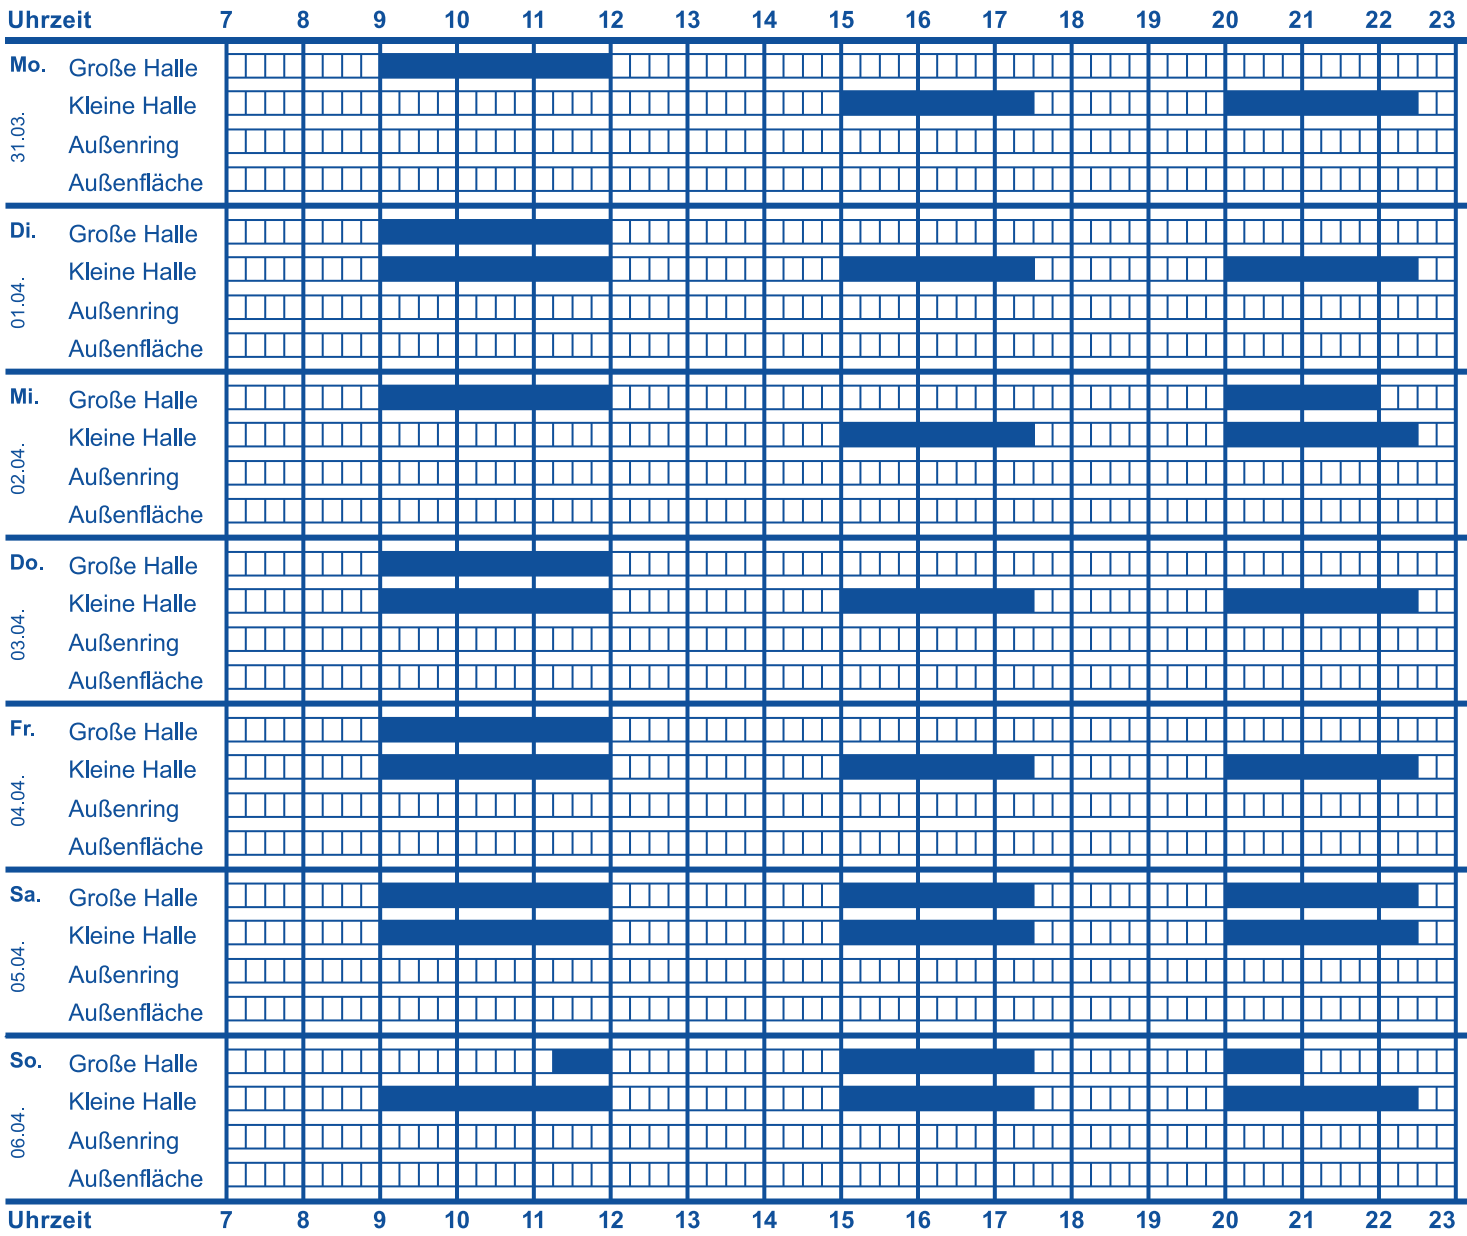 Uhrzeit 7 8 9 10 11 12 13 14 15 16 17 18 19 20 21 22 23
Mo. Große Halle
Kleine Halle
31.03.
Außenring
Außenfläche
Di. Große Halle
Kleine Halle
01.04.
Außenring
Außenfläche
Mi. Große Halle
Kleine Halle
02.04.
Außenring
Außenfläche
Do. Große Halle
Kleine Halle
03.04.
Außenring
Außenfläche
Fr. Große Halle
Kleine Halle
04.04.
Außenring
Außenfläche
Sa. Große Halle
Kleine Halle
05.04.
Außenring
Außenfläche
So. Große Halle
Kleine Halle
06.04.
Außenring
Außenfläche
Uhrzeit 7 8 9 10 11 12 13 14 15 16 17 18 19 20 21 22 23